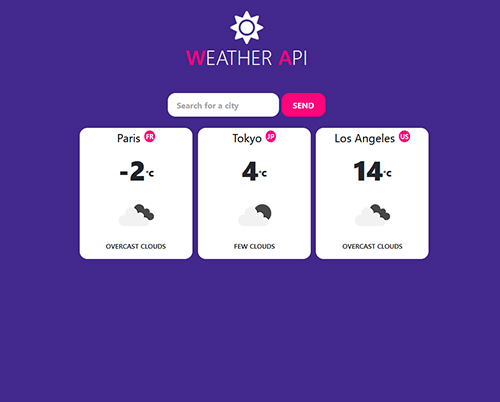 WEATHER API
Search for a city
SEND
Paris FR
-2°C
OVERCAST CLOUDS
Tokyo JP
4°C
FEW CLOUDS
Los Angeles US
14°C
OVERCAST CLOUDS